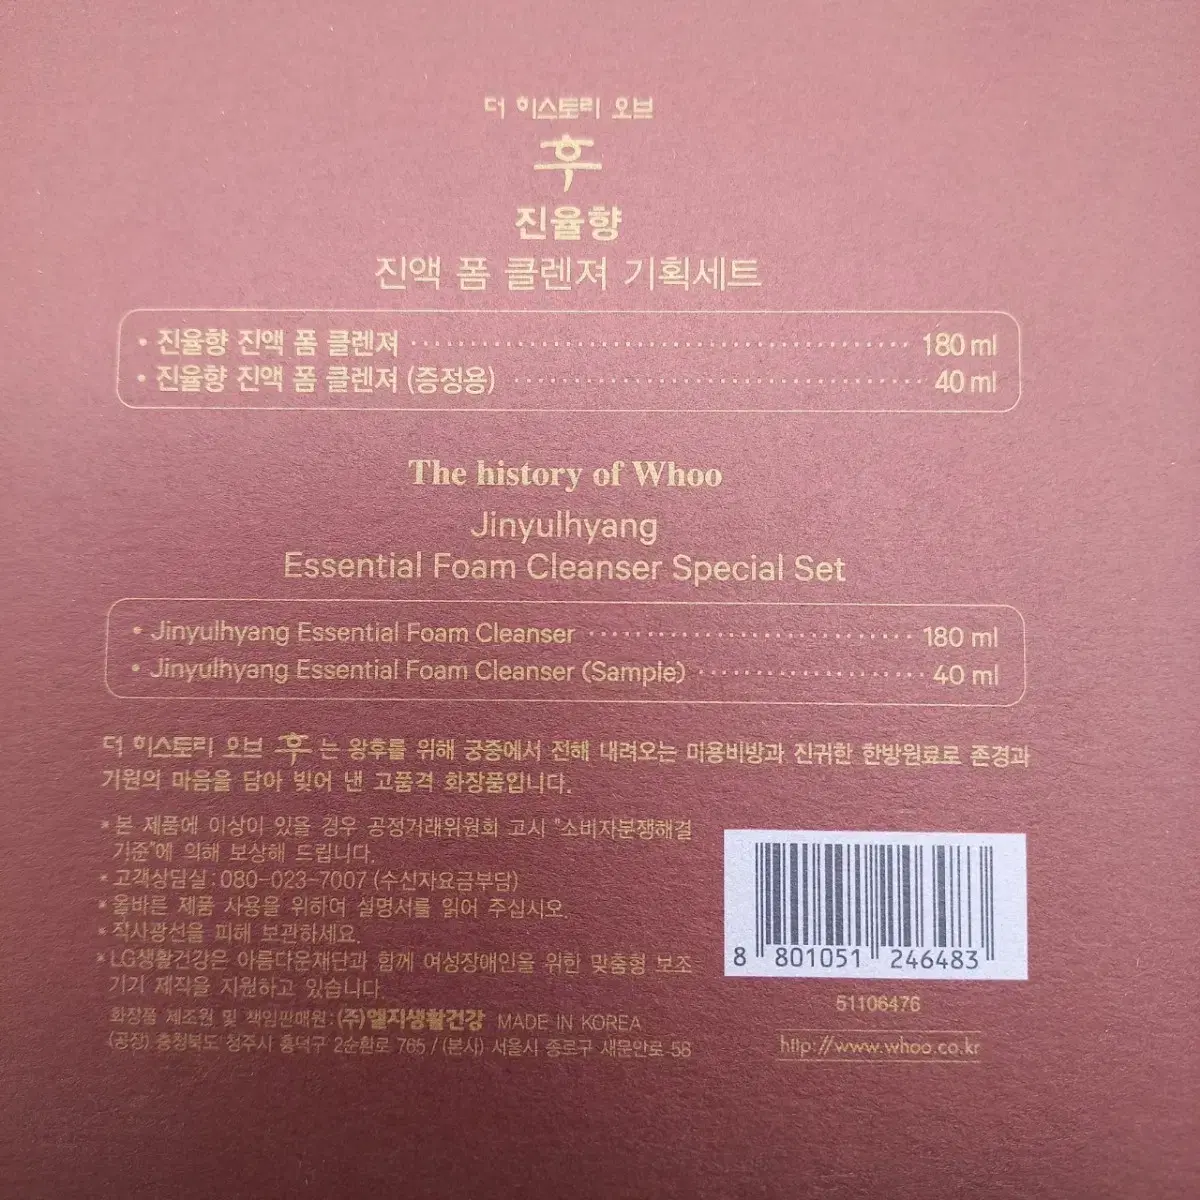 더 히스토리 오브
후
진율향
진액 폼 클렌져 기획세트
• 진율향 진액 폼 클렌져 180 ml
• 진율향 진액 폼 클렌져 (증정용) 40 ml
The history of Whoo
Jinyulhyang
Essential Foam Cleanser Special Set
• Jinyulhyang Essential Foam Cleanser 180 ml
• Jinyulhyang Essential Foam Cleanser (Sample) 40 ml
더 히스토리 오브 후 는 왕후를 위해 궁중에서 전해 내려오는 미용비방과 진귀한 한방원료로 존경과
기원의 마음을 담아 빚어 낸 고품격 화장품입니다.
* 본 제품에 이상이 있을 경우 공정거래위원회 고시 "소비자분쟁해결
기준"에 의해 보상해 드립니다.
* 고객상담실 : 080-023-7007 (수신자요금부담)
* 올바른 제품 사용을 위하여 설명서를 읽어 주십시오.
* 직사광선을 피해 보관하세요.
* LG생활건강은 아름다운재단과 함께 여성장애인을 위한 맞춤형 보조
기기 제작을 지원하고 있습니다.
화장품 제조원 및 책임판매원 : (주)엘지생활건강 MADE IN KOREA
(공장) 충청북도 청주시 흥덕구 2순환로 765 / (본사) 서울시 종로구 새문안로 58
8 801051 246483
51106476
http://www.whoo.co.kr